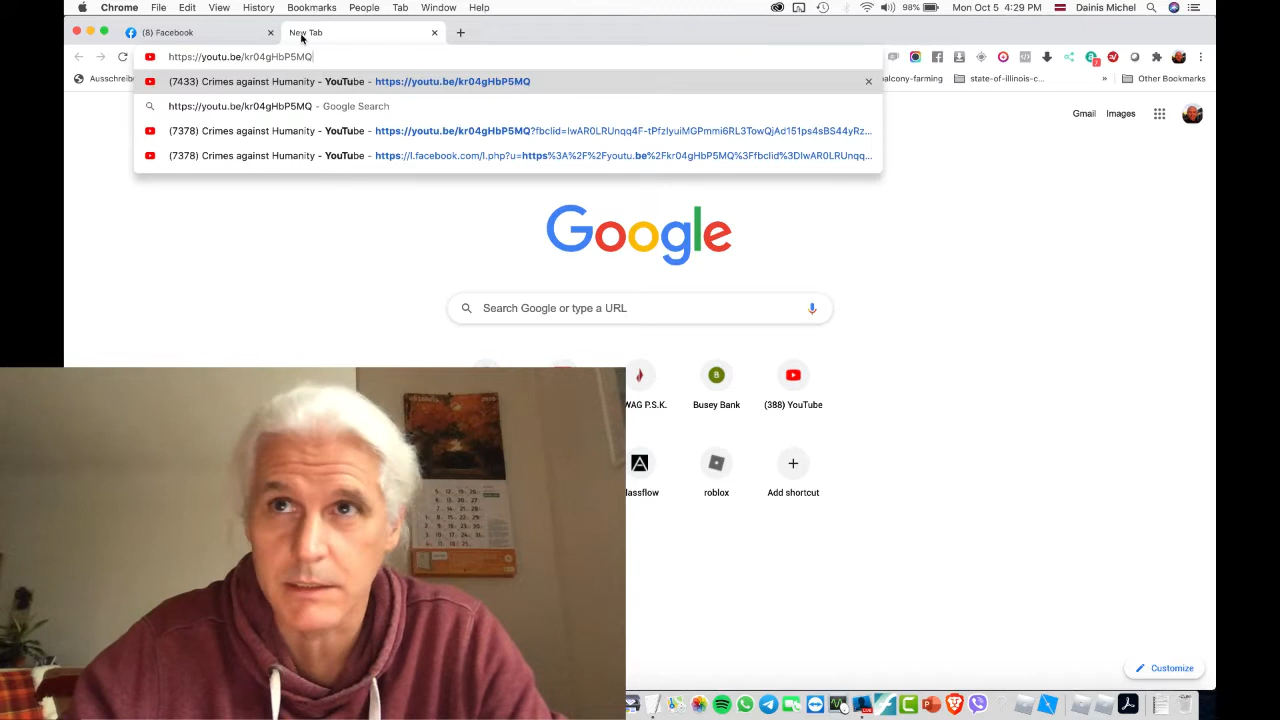 Chrome File Edit View History Bookmarks People Tab Window Help 98% Mon Oct 5 4:29 PM Dainis Michel
(8) Facebook New Tab
https://youtu.be/kr04gHbP5MQ
Ausschreib
alcony-farming state-of-illinois-c... » Other Bookmarks
(7433) Crimes against Humanity - YouTube - https://youtu.be/kr04gHbP5MQ
https://youtu.be/kr04gHbP5MQ - Google Search
(7378) Crimes against Humanity - YouTube - https://youtu.be/kr04gHbP5MQ?fbclid=IwAR0LRUnqq4F-tPfzIyuiMGPmmi6RL3TowQjAd151ps4sBS44yRz...
(7378) Crimes against Humanity - YouTube - https://l.facebook.com/l.php?u=https%3A%2F%2Fyoutu.be%2Fkr04gHbP5MQ%3Ffbclid%3DIwAR0LRUnqq...
Gmail Images
Google
Search Google or type a URL
WAG P.S.K. Busey Bank (388) YouTube
lassflow roblox Add shortcut
Customize